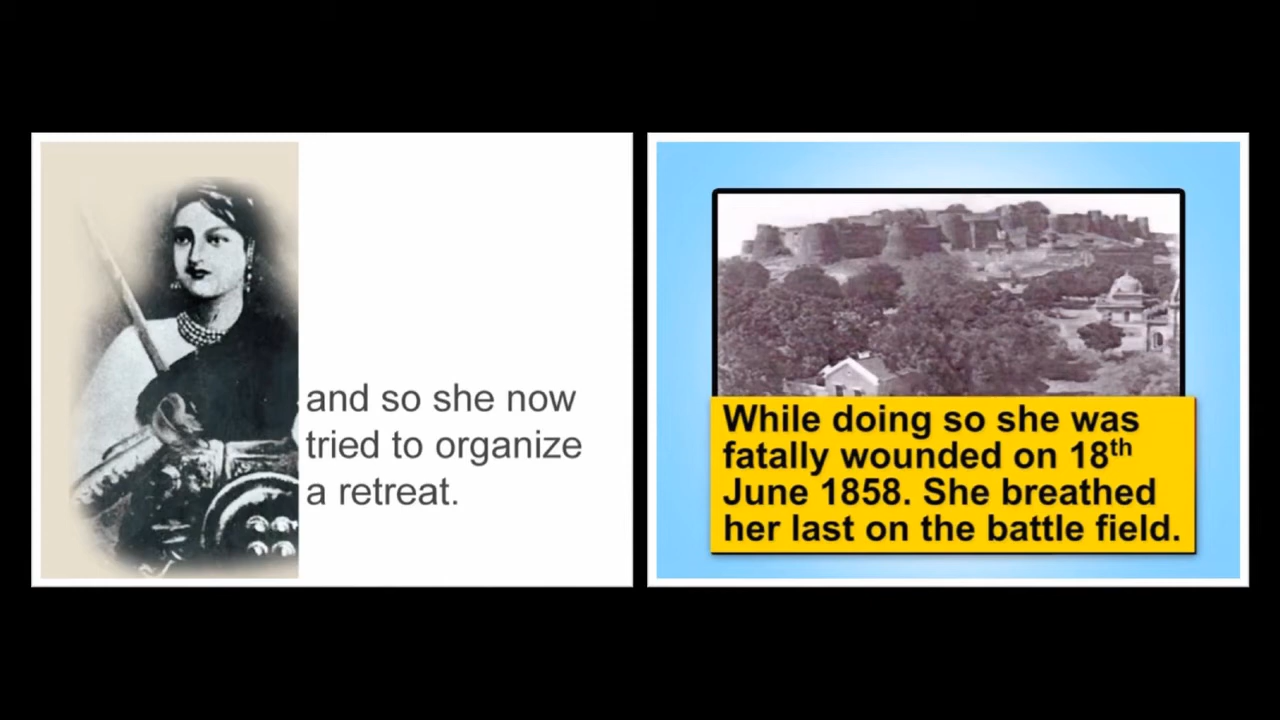 and so she now
tried to organize
a retreat.
While doing so she was
fatally wounded on 18th
June 1858. She breathed
her last on the battle field.